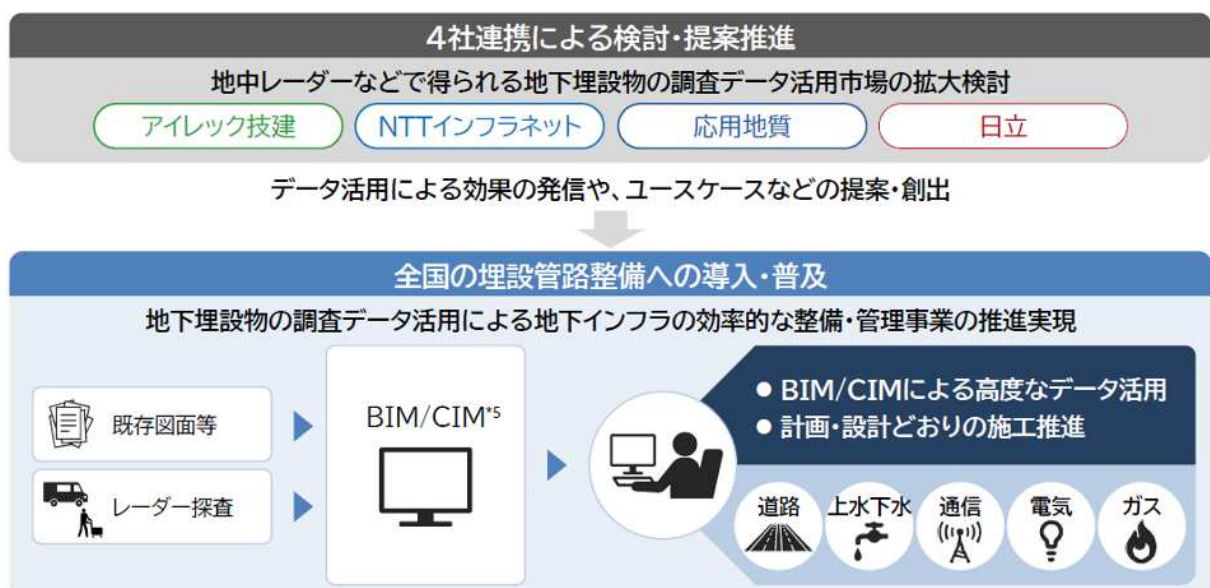 4社連携による検討・提案推進
地中レーダーなどで得られる地下埋設物の調査データ活用市場の拡大検討
アイレック技建
NTTインフラネット
応用地質
日立
データ活用による効果の発信や、ユースケースなどの提案・創出
全国の埋設管路整備への導入・普及
地下埋設物の調査データ活用による地下インフラの効率的な整備・管理事業の推進実現
既存図面等
レーダー探査
BIM/CIM*5
● BIM/CIMによる高度なデータ活用
● 計画・設計どおりの施工推進
道路
上水下水
通信
電気
ガス